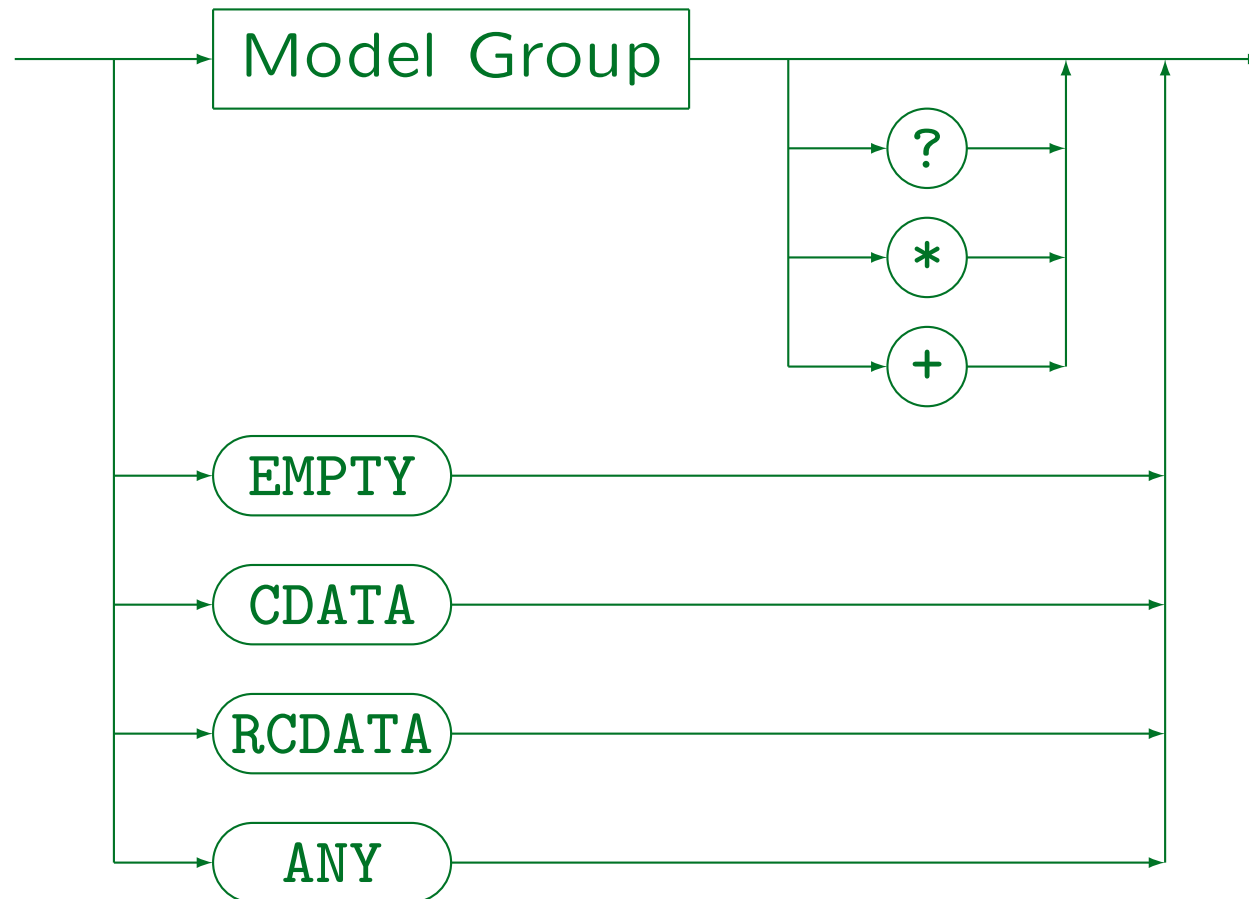 Model Group
?
*
+
EMPTY
CDATA
RCDATA
ANY